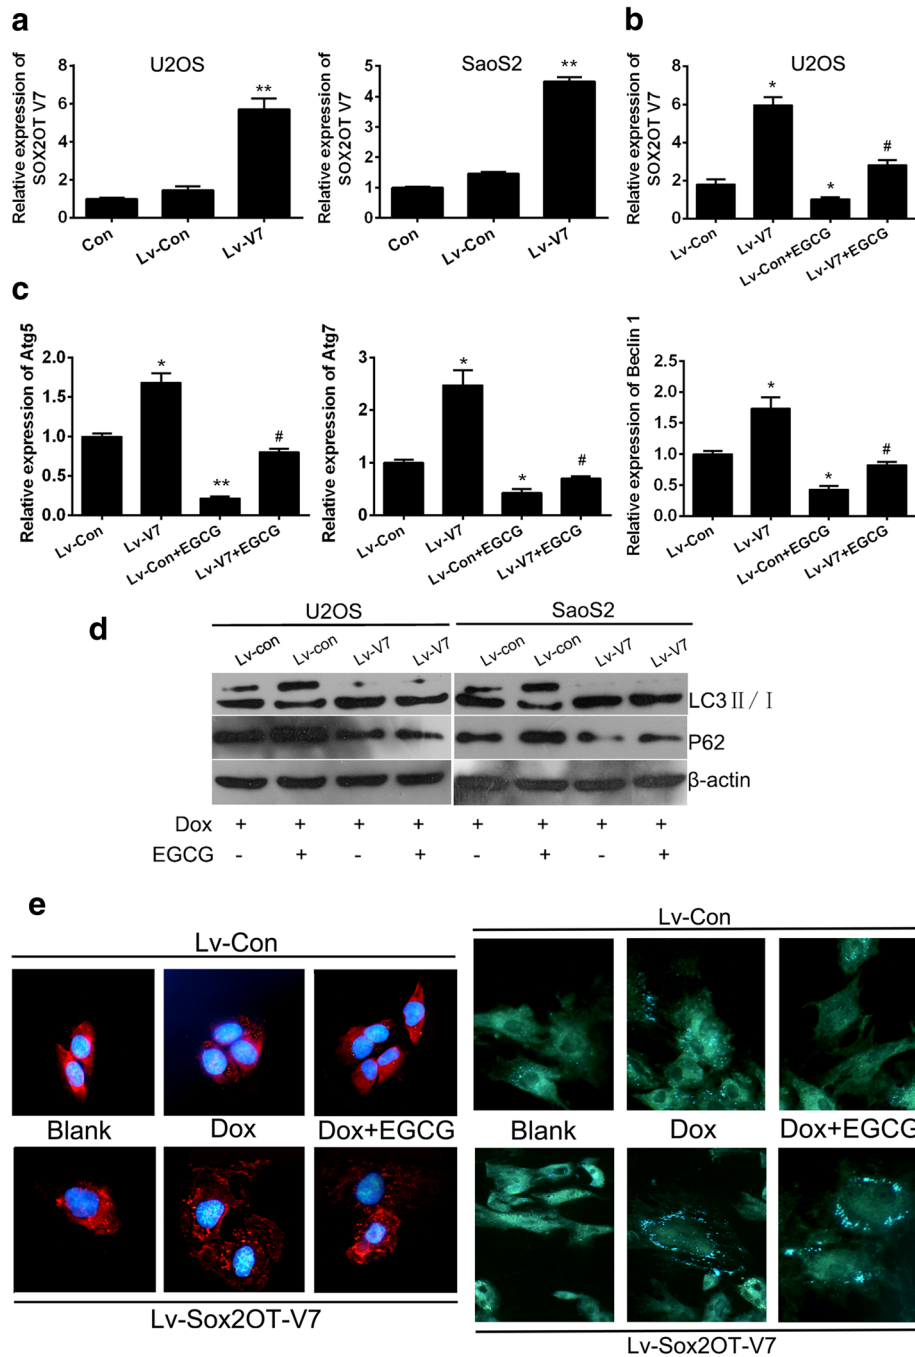 a
Relative expression of
SOX2OT V7
U2OS
8
6
4
2
0
**
Con
Lv-Con
Lv-V7
Relative expression of
SOX2OT V7
SaoS2
5
4
3
2
1
0
**
Con
Lv-Con
Lv-V7
b
Relative expression of
SOX2OT V7
U2OS
8
6
4
2
0
*
*
#
Lv-Con
Lv-V7
Lv-Con+EGCG
Lv-V7+EGCG
c
Relative expression of Atg5
2.0
1.5
1.0
0.5
0.0
*
**
#
Lv-Con
Lv-V7
Lv-Con+EGCG
Lv-V7+EGCG
Relative expression of Atg7
3
2
1
0
*
*
#
Lv-Con
Lv-V7
Lv-Con+EGCG
Lv-V7+EGCG
Relative expression of Beclin 1
2.5
2.0
1.5
1.0
0.5
0.0
*
*
#
Lv-Con
Lv-V7
Lv-Con+EGCG
Lv-V7+EGCG
d
U2OS SaoS2
Lv-con Lv-con Lv-V7 Lv-V7 Lv-con Lv-con Lv-V7 Lv-V7
LC3 II / I
P62
β-actin
Dox + + + + + + + +
EGCG - + - + - + - +
e
Lv-Con
Blank Dox Dox+EGCG
Lv-Sox2OT-V7
Lv-Con
Blank Dox Dox+EGCG
Lv-Sox2OT-V7